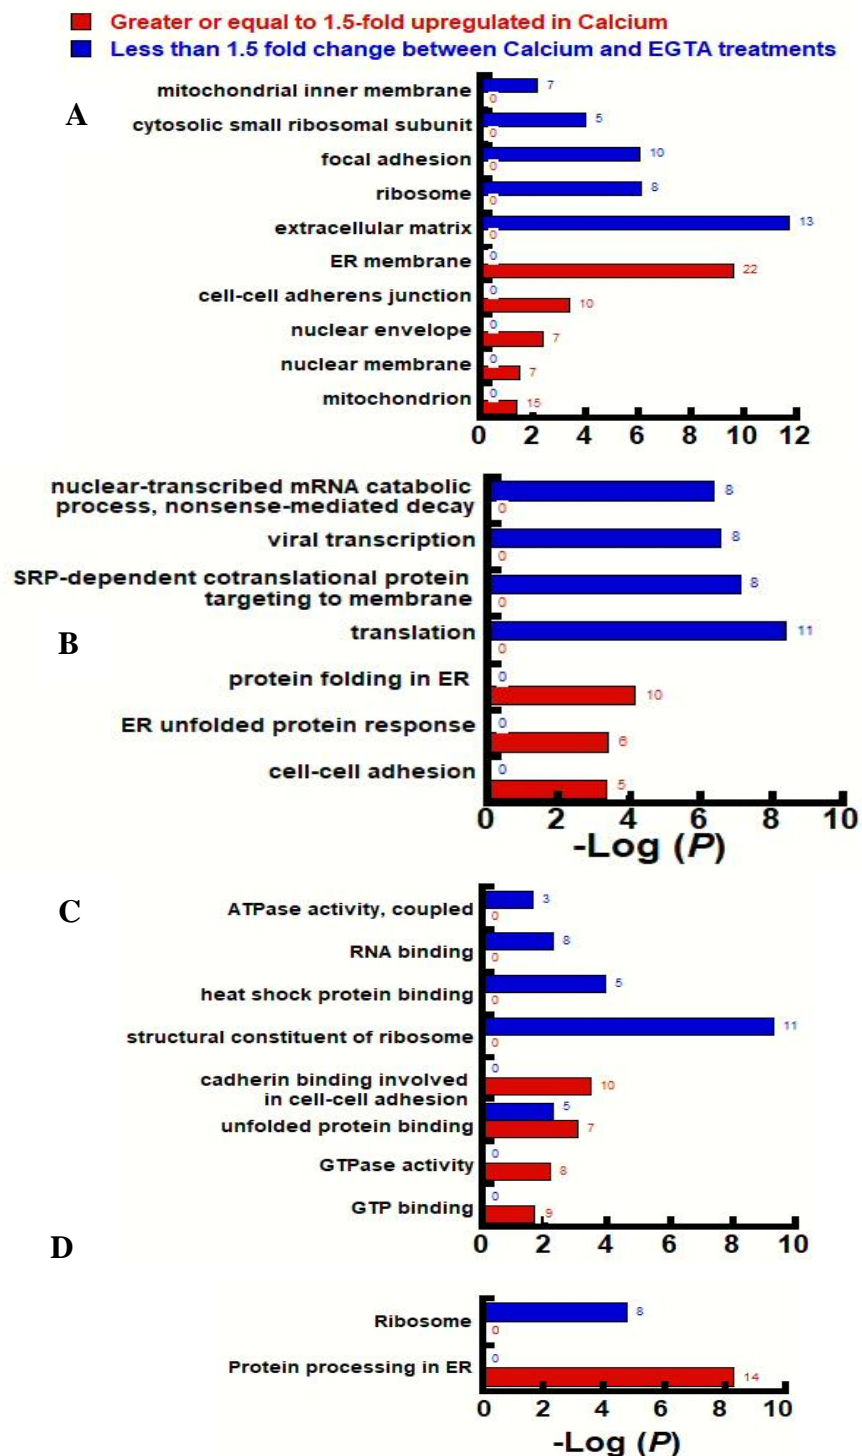 Greater or equal to 1.5-fold upregulated in Calcium
Less than 1.5 fold change between Calcium and EGTA treatments
A
mitochondrial inner membrane 7
0
cytosolic small ribosomal subunit 5
0
focal adhesion 10
0
ribosome 8
0
extracellular matrix 13
0
ER membrane 0
22
cell-cell adherens junction 0
10
nuclear envelope 0
7
nuclear membrane 0
7
mitochondrion 0
15
0 2 4 6 8 10 12
B
nuclear-transcribed mRNA catabolic 8
process, nonsense-mediated decay 0
viral transcription 8
0
SRP-dependent cotranslational protein 8
targeting to membrane 0
translation 11
0
protein folding in ER 0
10
ER unfolded protein response 0
6
cell-cell adhesion 0
5
0 2 4 6 8 10
-Log (P)
C
ATPase activity, coupled 3
0
RNA binding 8
0
heat shock protein binding 5
0
structural constituent of ribosome 11
0
0
cadherin binding involved 10
in cell-cell adhesion 5
unfolded protein binding 7
GTPase activity 0
8
GTP binding 0
9
0 2 4 6 8 10
D
Ribosome 8
0
Protein processing in ER 0
14
0 2 4 6 8 10
-Log (P)